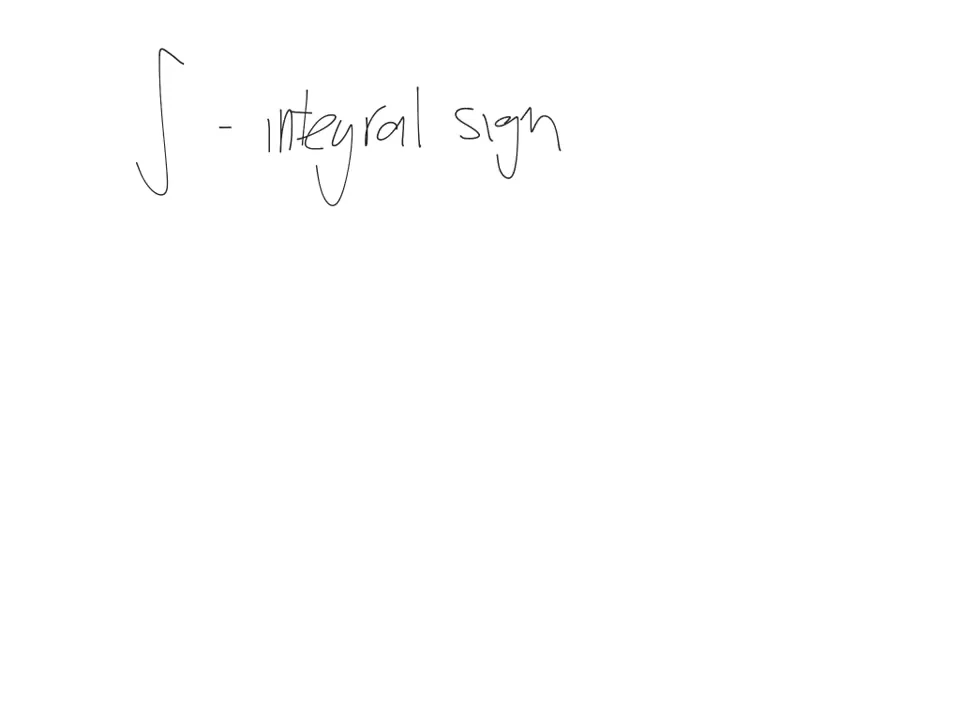 ∫ - integral sign